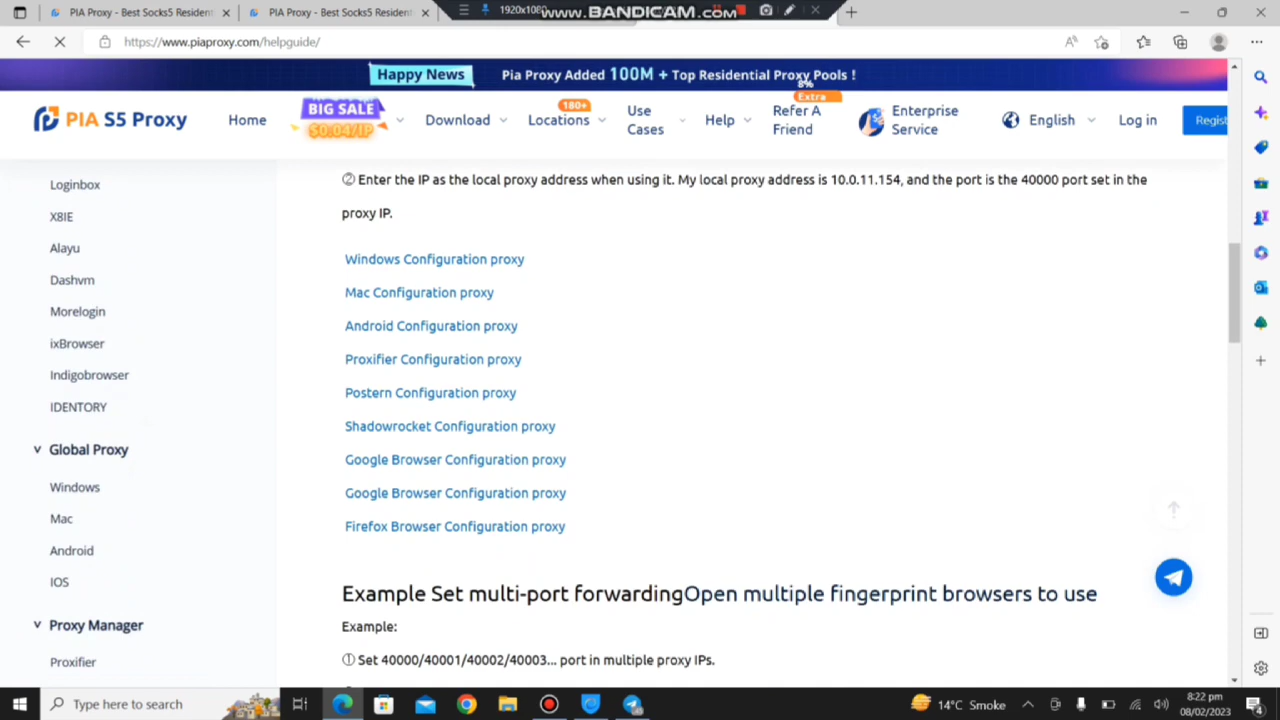 PIA Proxy - Best Socks5 Resident
PIA Proxy - Best Socks5 Resident
1920x1080
www.BANDICAM.com
https://www.piaproxy.com/helpguide/
Happy News
Pia Proxy Added 100M + Top Residential Proxy Pools !
PIA S5 Proxy
Home
BIG SALE
$0.04/IP
Download
180+
Locations
Use
Cases
Help
8%
Extra
Refer A
Friend
Enterprise
Service
English
Log in
Regist
Loginbox
X8IE
Alayu
Dashvm
Morelogin
ixBrowser
Indigobrowser
IDENTORY
Global Proxy
Windows
Mac
Android
IOS
Proxy Manager
Proxifier
② Enter the IP as the local proxy address when using it. My local proxy address is 10.0.11.154, and the port is the 40000 port set in the
proxy IP.
Windows Configuration proxy
Mac Configuration proxy
Android Configuration proxy
Proxifier Configuration proxy
Postern Configuration proxy
Shadowrocket Configuration proxy
Google Browser Configuration proxy
Google Browser Configuration proxy
Firefox Browser Configuration proxy
Example Set multi-port forwardingOpen multiple fingerprint browsers to use
Example:
① Set 40000/40001/40002/40003... port in multiple proxy IPs.
Type here to search
14°C Smoke
8:22 pm
08/02/2023
4